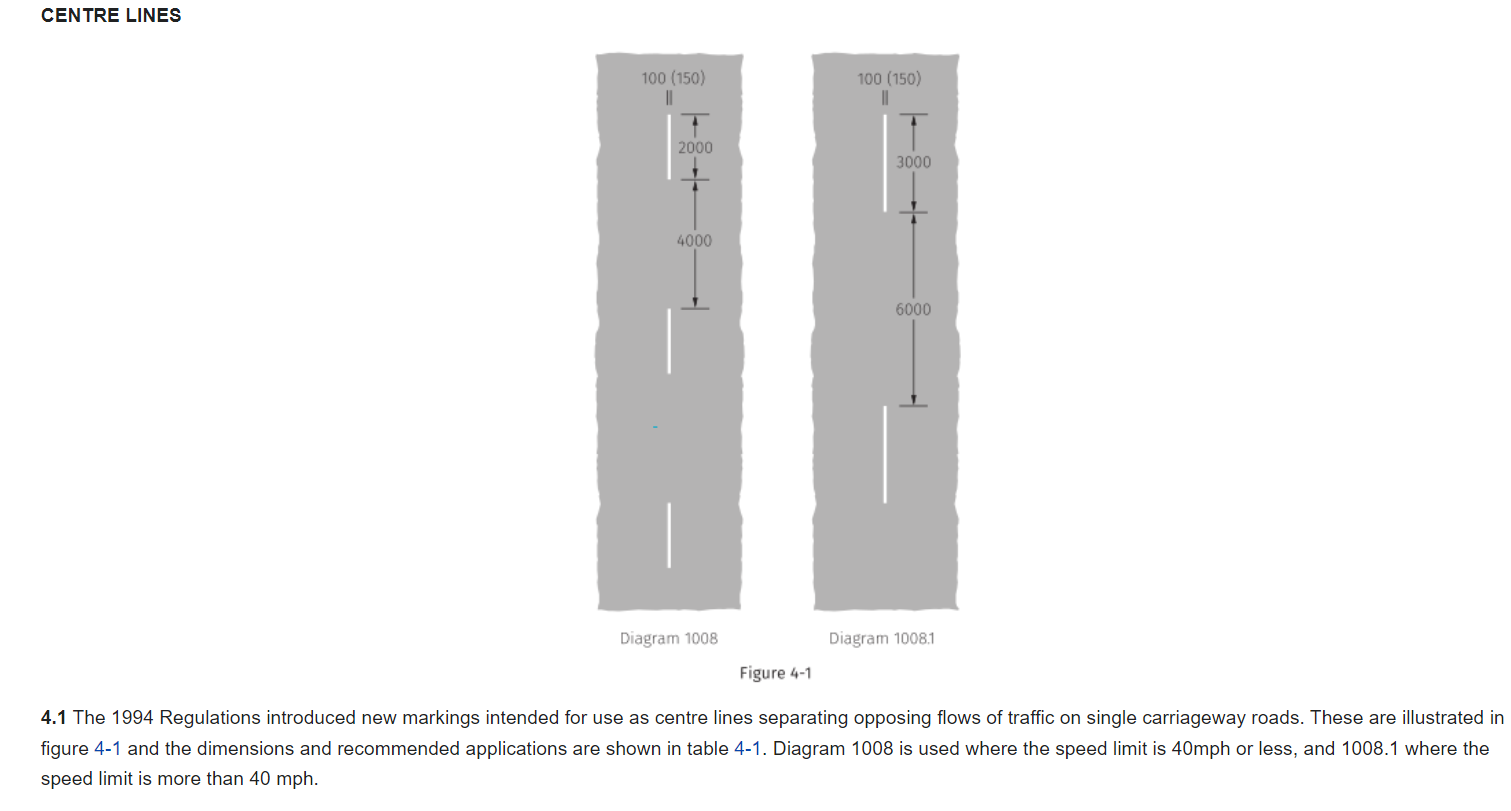 CENTRE LINES
100 (150)
2000
4000
Diagram 1008
100 (150)
3000
6000
Diagram 1008.1
Figure 4-1
4.1 The 1994 Regulations introduced new markings intended for use as centre lines separating opposing flows of traffic on single carriageway roads. These are illustrated in
figure 4-1 and the dimensions and recommended applications are shown in table 4-1. Diagram 1008 is used where the speed limit is 40mph or less, and 1008.1 where the
speed limit is more than 40 mph.